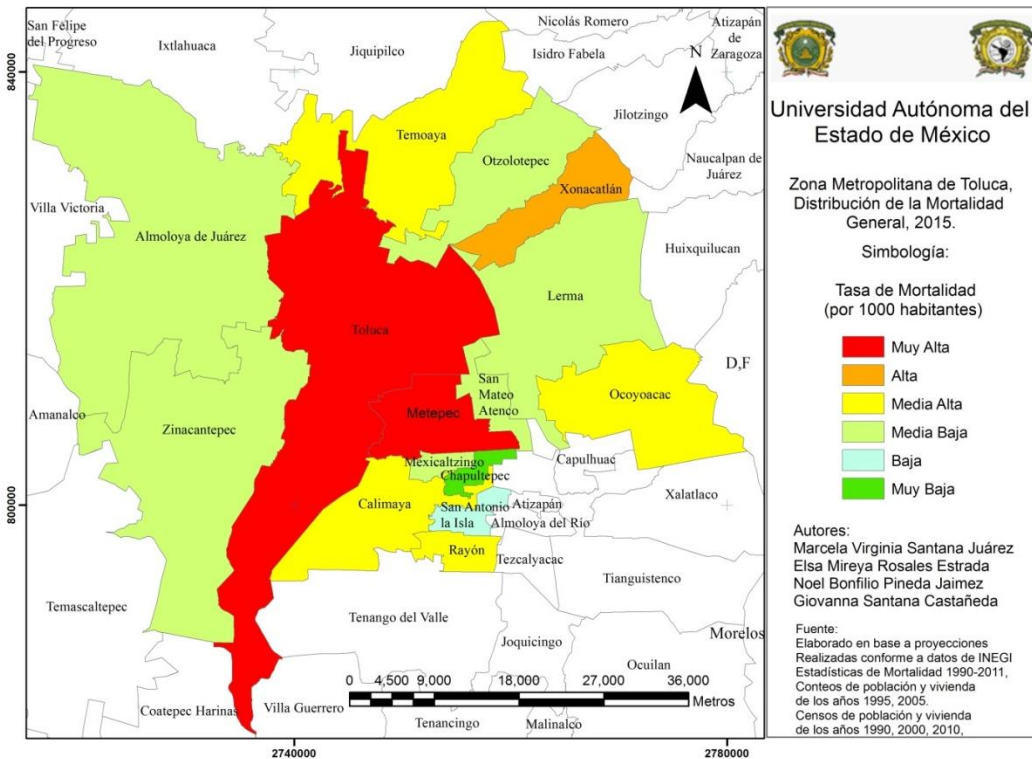 San Felipe
del Progreso
Ixtlahuaca
Jiquipilco
Nicolás Romero
Isidro Fabela
Atizapán
de
Zaragoza
N
840000
Temoaya
Otzolotepec
Jilotzingo
Xonacatlán
Naucalpan de
Juárez
Villa Victoria
Almoloya de Juárez
Huixquilucan
Lerma
Toluca
D,F
Amanalco
Zinacantepec
Metepec
San
Mateo
Atenco
Ocoyoacac
Mexicaltzingo
Chapultepec
Capulhuac
Xalatlaco
800000
Calimaya
San Antonio
la Isla
Atizapán
Almoloya del Río
Rayón
Tezcalyacac
Tianguistenco
Temascaltepec
Tenango del Valle
Joquicingo
Morelos
Ocuilan
0 4,500 9,000 18,000 27,000 36,000
Metros
Coatepec Harinas
Villa Guerrero
Tenancingo
Malinalco
2740000
2780000
Universidad Autónoma del
Estado de México
Zona Metropolitana de Toluca,
Distribución de la Mortalidad
General, 2015.
Simbología:
Tasa de Mortalidad
(por 1000 habitantes)
Muy Alta
Alta
Media Alta
Media Baja
Baja
Muy Baja
Autores:
Marcela Virginia Santana Juárez
Elsa Mireya Rosales Estrada
Noel Bonfilio Pineda Jaimez
Giovanna Santana Castañeda
Fuente:
Elaborado en base a proyecciones
Realizadas conforme a datos de INEGI
Estadísticas de Mortalidad 1990-2011,
Conteos de población y vivienda
de los años 1995, 2005.
Censos de población y vivienda
de los años 1990, 2000, 2010,